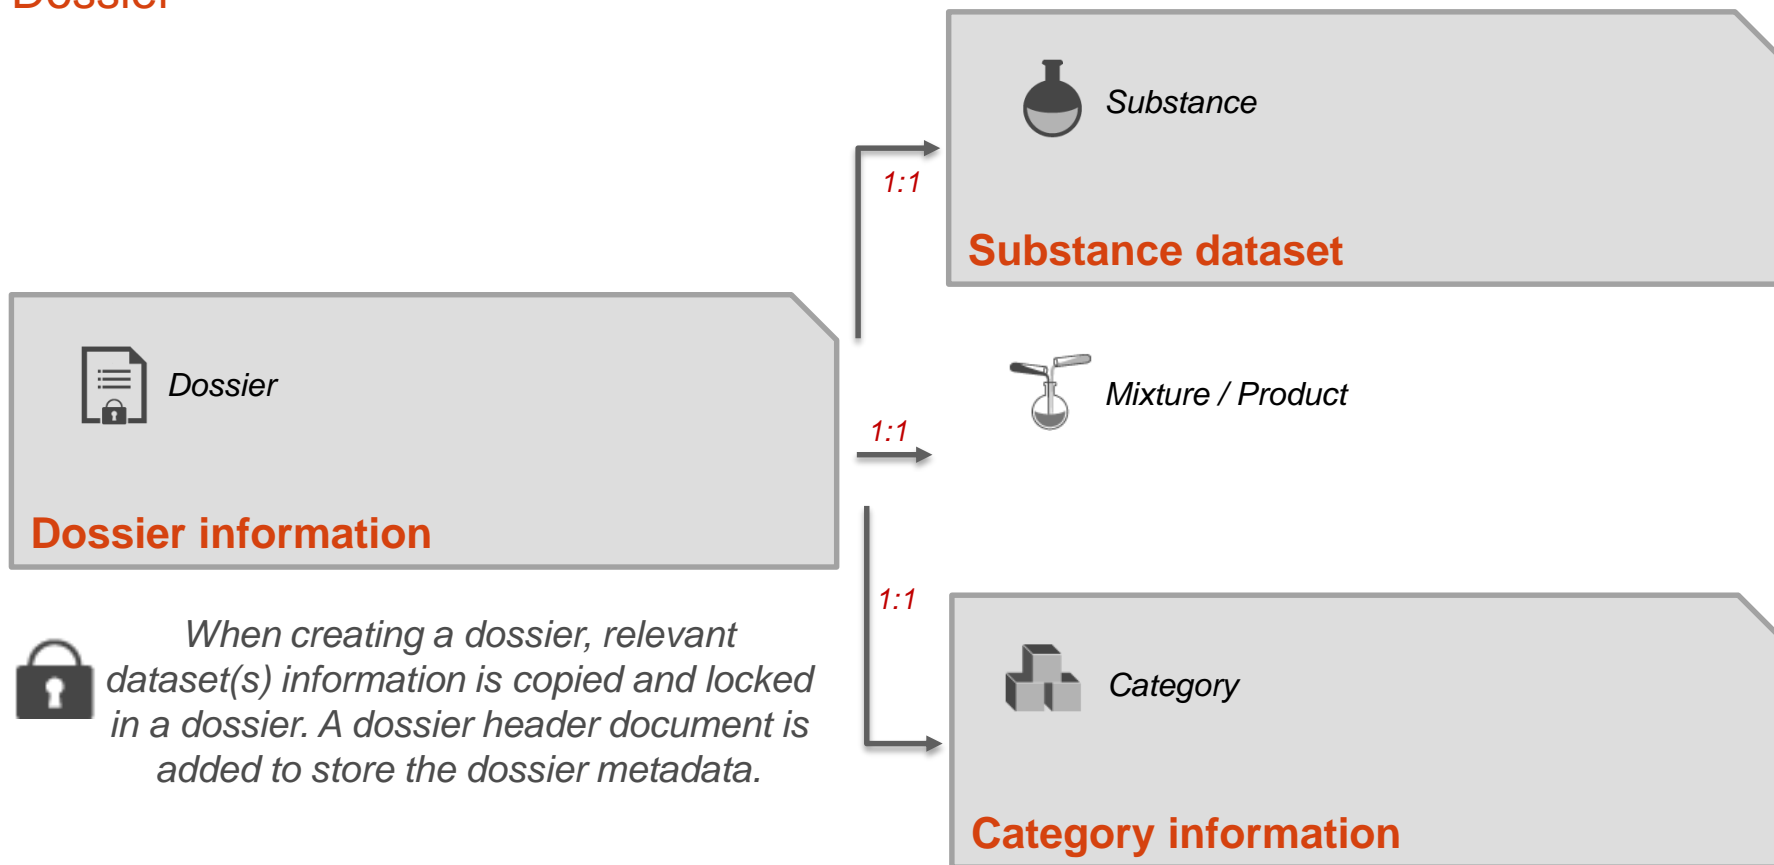 Dossier
Substance
1:1
Substance dataset
Dossier
Mixture / Product
1:1
Dossier information
1:1
When creating a dossier, relevant
dataset(s) information is copied and locked
in a dossier. A dossier header document is
added to store the dossier metadata.
Category
Category information